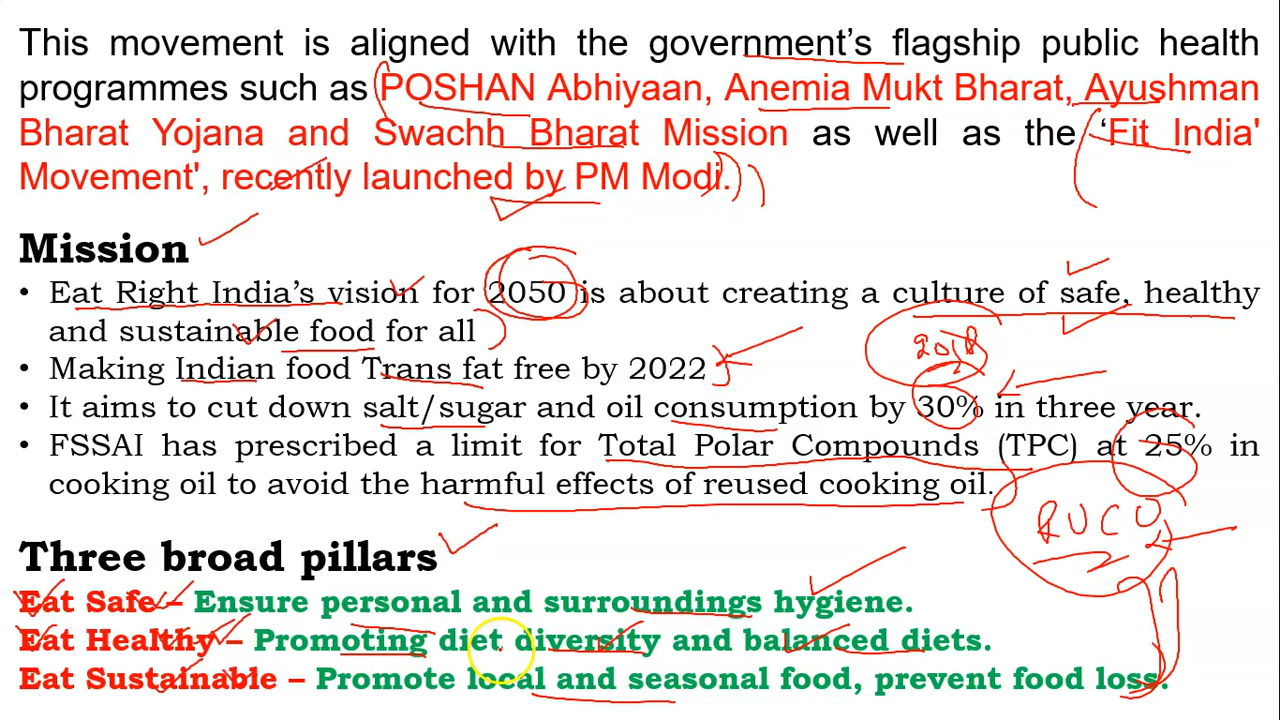 This movement is aligned with the government's flagship public health
programmes such as POSHAN Abhiyaan, Anemia Mukt Bharat, Ayushman
Bharat Yojana and Swachh Bharat Mission as well as the 'Fit India'
Movement', recently launched by PM Modi.
Mission
• Eat Right India's vision for 2050 is about creating a culture of safe, healthy
and sustainable food for all
2018
• Making Indian food Trans fat free by 2022
• It aims to cut down salt/sugar and oil consumption by 30% in three year.
• FSSAI has prescribed a limit for Total Polar Compounds (TPC) at 25% in
cooking oil to avoid the harmful effects of reused cooking oil.
RUCO
Three broad pillars
Eat Safe – Ensure personal and surroundings hygiene.
Eat Healthy – Promoting diet diversity and balanced diets.
Eat Sustainable – Promote local and seasonal food, prevent food loss.